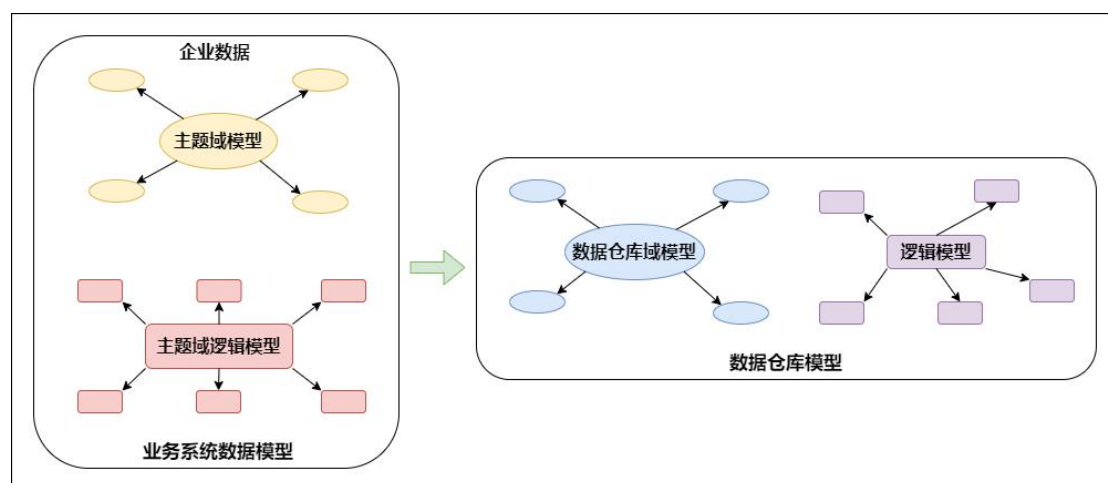 企业数据
主题域模型
主题域逻辑模型
业务系统数据模型
数据仓库域模型
逻辑模型
数据仓库模型